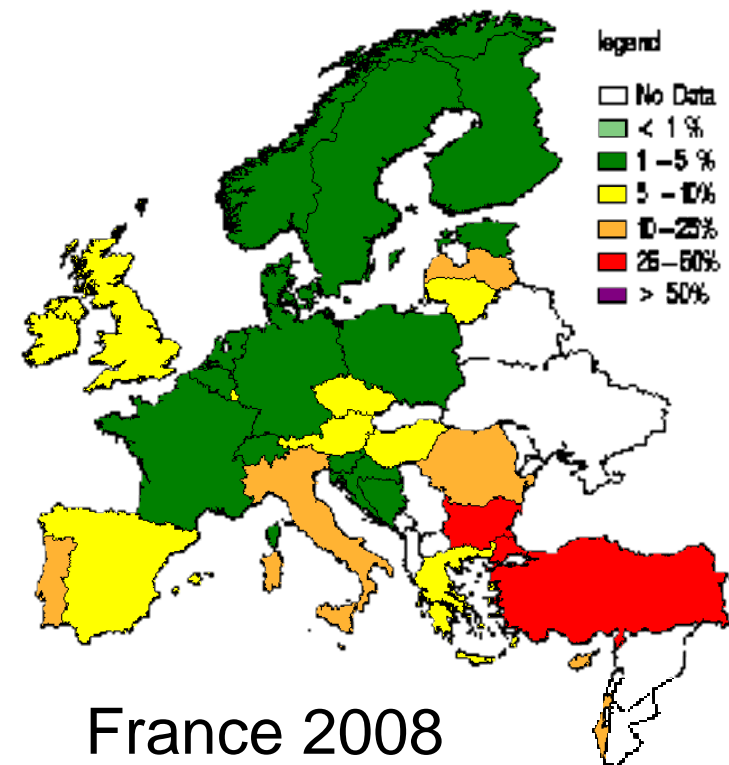 legend
No Data
< 1 %
1 –5 %
5 –10%
10–25%
25–50%
> 50%
France 2008